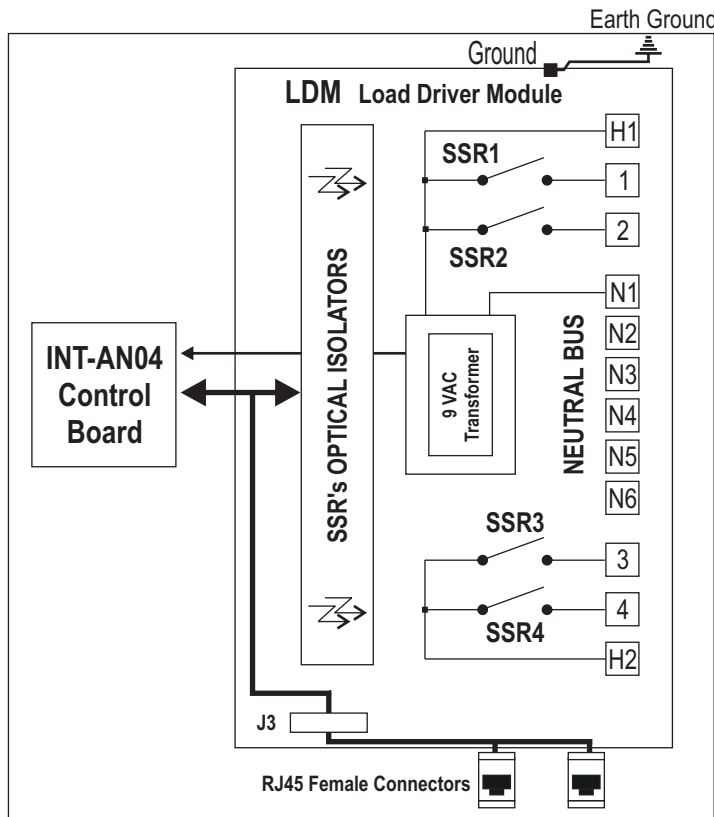 Earth Ground
Ground
LDM Load Driver Module
H1
SSR1
1
2
SSR2
SSR's OPTICAL ISOLATORS
N1
N2
N3
N4
N5
N6
NEUTRAL BUS
INT-AN04
Control
Board
9 VAC
Transformer
SSR3
3
4
SSR4
H2
J3
RJ45 Female Connectors